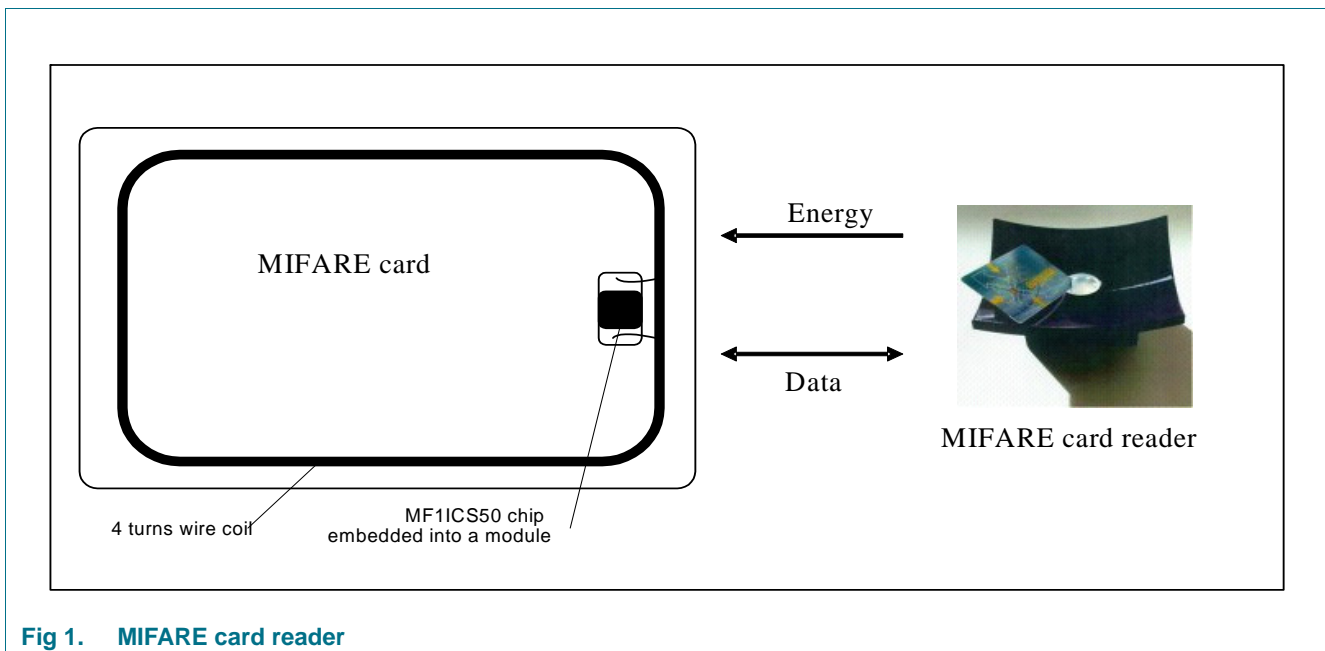 MIFARE card
Energy
Data
MIFARE card reader
4 turns wire coil
MF1ICS50 chip
embedded into a module
Fig 1. MIFARE card reader